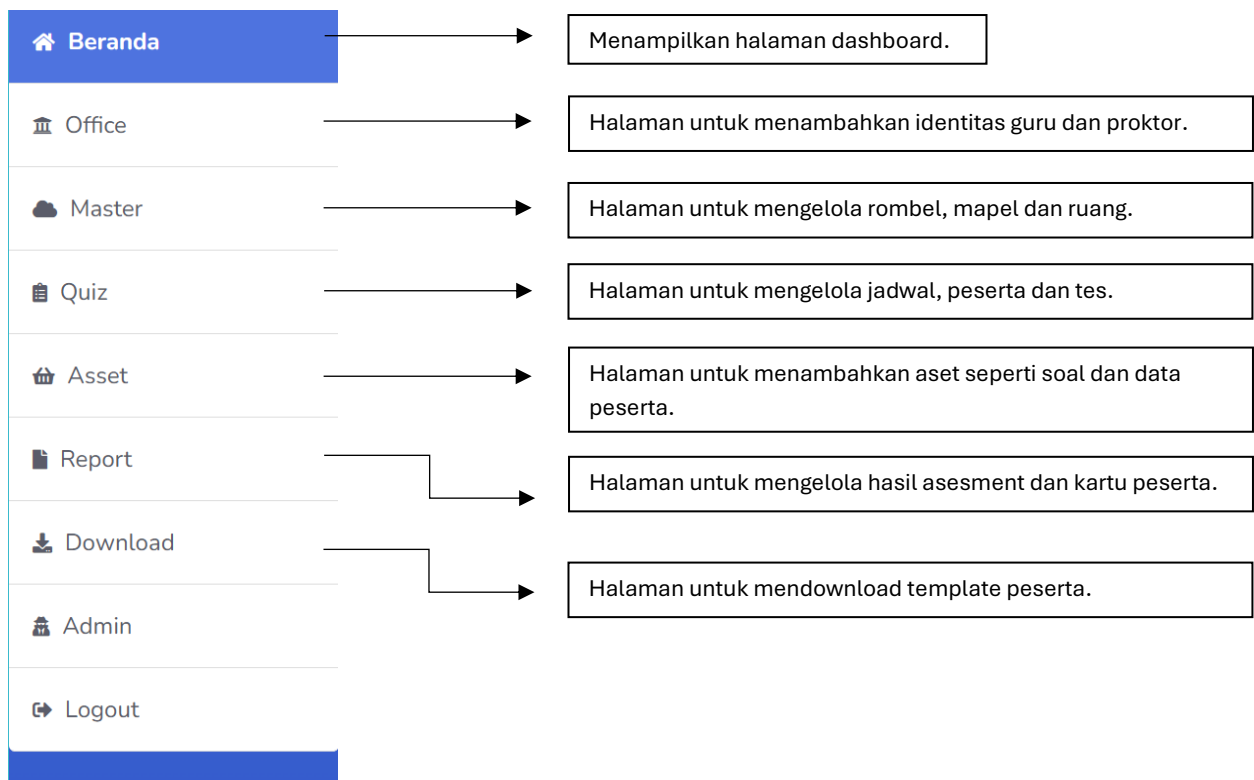 Beranda
Menampilkan halaman dashboard.
Office
Halaman untuk menambahkan identitas guru dan proktor.
Master
Halaman untuk mengelola rombel, mapel dan ruang.
Quiz
Halaman untuk mengelola jadwal, peserta dan tes.
Asset
Halaman untuk menambahkan aset seperti soal dan data
peserta.
Report
Halaman untuk mengelola hasil asesment dan kartu peserta.
Download
Halaman untuk mendownload template peserta.
Admin
Logout